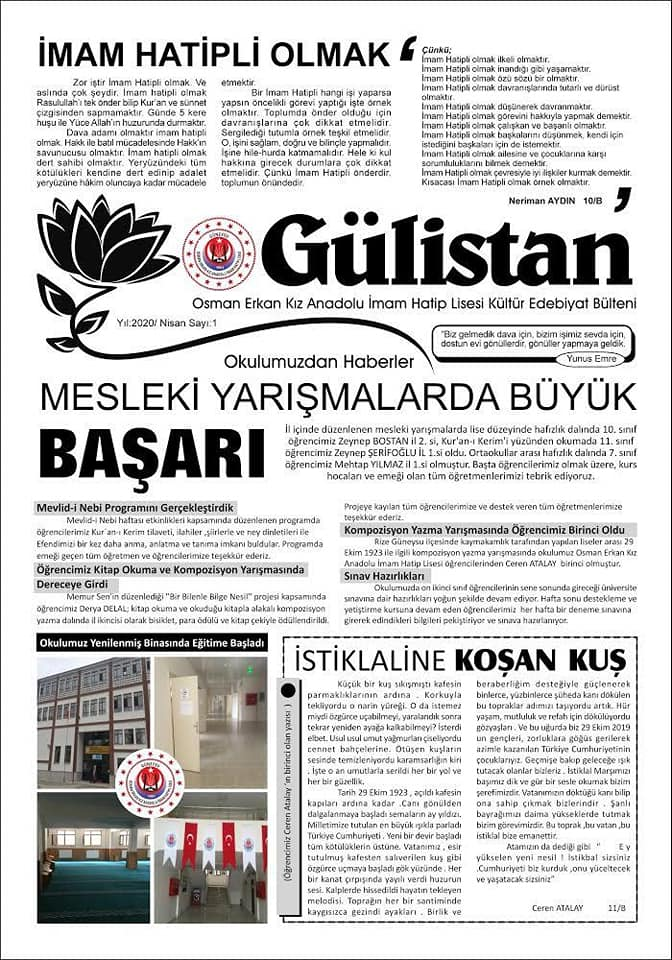 İMAM HATİPLİ OLMAK
Zor iştir İmam Hatipli olmak. Ve
aslında çok şeydir. İmam hatipli olmak
Rasulullah'ı tek önder bilip Kur'an ve sünnet
çizgisinden sapmamaktır. Günde 5 kere
huşu ile Yüce Allah'ın huzurunda durmaktır.
Dava adamı olmaktır imam hatipli
olmak. Hakk ile batıl mücadelesinde Hakk'ın
savunucusu olmaktır. İmam hatipli olmak
dert sahibi olmaktır. Yeryüzündeki tüm
kötülükleri kendine dert edinip adalet
yeryüzüne hâkim oluncaya kadar mücadele
etmektir.
Bir İmam Hatipli hangi işi yaparsa
yapsın öncelikli görevi yaptığı işte örnek
olmaktır. Toplumda önder olduğu için
davranışlarına çok dikkat etmelidir.
Sergilediği tutumla örnek teşkil etmelidir.
O, işini sağlam, doğru ve bilinçle yapmalıdır.
İşine hile-hurda katmamalıdır. Hele ki kul
hakkına girecek durumlara çok dikkat
etmelidir. Çünkü İmam Hatipli önderdir.
toplumun önündedir.
‘
Çünkü;
İmam Hatipli olmak ilkeli olmaktır.
İmam Hatipli olmak inandığı gibi yaşamaktır.
İmam Hatipli olmak özü sözü bir olmaktır.
İmam Hatipli olmak davranışlarında tutarlı ve dürüst
olmaktır.
İmam Hatipli olmak düşünerek davranmaktır.
İmam Hatipli olmak görevini hakkıyla yapmak demektir.
İmam Hatipli olmak çalışkan ve başarılı olmaktır.
İmam Hatipli olmak başkalarını düşünmek, kendi için
istediğini başkaları için de istemektir.
İmam Hatipli olmak ailesine ve çocuklarına karşı
sorumluluklarını bilmek demektir.
İmam Hatipli olmak çevresiyle iyi ilişkiler kurmak demektir.
Kısacası İmam Hatipli olmak örnek olmaktır.
Neriman AYDIN 10/B
’
Gülistan
Osman Erkan Kız Anadolu İmam Hatip Lisesi Kültür Edebiyat Bülteni
Yıl:2020/ Nisan Sayı:1
"Biz gelmedik dava için, bizim işimiz sevda için,
dostun evi gönüllerdir, gönüller yapmaya geldik.
Yunus Emre
Okulumuzdan Haberler
MESLEKİ YARIŞMALARDA BÜYÜK
BAŞARI
İl içinde düzenlenen mesleki yarışmalarda lise düzeyinde hafızlık dalında 10. sınıf
öğrencimiz Zeynep BOSTAN il 2. si, Kur'an-ı Kerim'i yüzünden okumada 11. sınıf
öğrencimiz Zeynep ŞERİFOĞLU İL 1.si oldu. Ortaokullar arası hafızlık dalında 7. sınıf
öğrencimiz Mehtap YILMAZ il 1.si olmuştur. Başta öğrencilerimiz olmak üzere, kurs
hocaları ve emeği olan tüm öğretmenlerimizi tebrik ediyoruz.
Mevlid-i Nebi Programını Gerçekleştirdik
Mevlid-i Nebi haftası etkinlikleri kapsamında düzenlenen programda
öğrencilerimiz Kur'an-ı Kerim tilaveti, ilahiler ,şiirlerle ve ney dinletileri ile
Efendimizi bir kez daha anma, anlatma ve tanıma imkanı buldular. Programda
emeği geçen tüm öğretmen ve öğrencilerimize teşekkür ederiz.
Öğrencimiz Kitap Okuma ve Kompozisyon Yarışmasında
Dereceye Girdi
Memur Sen'in düzenlediği "Bir Bilenle Bilge Nesil" projesi kapsamında
öğrencimiz Derya DELAL; kitap okuma ve okuduğu kitapla alakalı kompozisyon
yazma dalında il ikincisi olarak bisiklet, para ödülü ve kitap çekiyle ödüllendirildi.
Projeye kayılan tüm öğrencilerimize ve destek veren tüm öğretmenlerimize
teşekkür ederiz.
Kompozisyon Yazma Yarışmasında Öğrencimiz Birinci Oldu
Rize Güneysu ilçesinde kaymakamlık tarafından yapılan liseler arası 29
Ekim 1923 ile ilgili kompozisyon yazma yarışmasında okulumuz Osman Erkan Kız
Anadolu İmam Hatip Lisesi öğrencilerinden Ceren ATALAY birinci olmuştur.
Sınav Hazırlıkları
Okulumuzda on ikinci sınıf öğrencilerinin sene sonunda gireceği üniversite
sınavına dair hazırlıkları yoğun şekilde devam ediyor. Hafta sonu destekleme ve
yetiştirme kursuna devam eden öğrencilerimiz her hafta bir deneme sınavına
girerek edindikleri bilgileri pekiştiriyor ve sınava hazırlanıyor.
Okulumuz Yenilenmiş Binasında Eğitime Başladı
İSTİKLALİNE KOŞAN KUŞ
(Öğrencimiz Ceren Atalay 'ın birinci olan yazısı )
Küçük bir kuş sıkışmıştı kafesin
parmaklıklarının ardına . Korkuyla
tekliyordu o narin yüreği. O da istemez
miydi özgürce uçabilmeyi, yaralandık sonra
tekrar yeniden ayağa kalkabilmeyi? İsterdi
elbet. Usul usul umut yağmurları çiseliyordu
cennet bahçelerine. Ötüşen kuşların
sesinde temizleniyordu karamsarlığın kiri
. İşte o an umutlarla serildi her bir yol ve
her bir güzellik.
Tarih 29 Ekim 1923 , açıldı kafesin
kapıları ardına kadar .Canı gönülden
dalgalanmaya başladı semaların ay yıldızı.
Milletimize tutulan en büyük ışıkla parladı
Türkiye Cumhuriyeti . Yeni bir devir başladı
tüm kötülüklerin üstüne. Vatanımız , esir
tutulmuş kafesten salıverilen kuş gibi
özgürce uçmaya başladı gök yüzünde . Her
bir kanat çırpışında yayıldı verdi huzurun
sesi. Kalplerde hissedildi hayatın tekleyen
melodisi. Toprağın her bir santiminde
kaygısızca gezindi ayakları . Birlik ve
beraberliğim desteğiyle güçlenerek
binlerce, yüzbinlerce şüheda kanı dökülen
bu topraklar adımızı taşıyordu artık. Hür
yaşam, mutluluk ve refah için dökülüyordu
gözyaşları . Ve bu uğurda biz 29 Ekim 2019
un gençleri, zorluklara göğüs gerilerek
azimle kazanılan Türkiye Cumhuriyetinin
çocuklarıyız. Geçmişe bakıp geleceğe ışık
tutacak olanlar bizleriz . İstiklal Marşımızı
başımız dik ve gür bir sesle okumak bizim
şerefimizdir. Vatanımızın döktüğü kanı bilip
ona sahip çıkmak bizlerindir . Şanlı
bayrağımızı daima yükseklerde tutmak
bizim görevimizdir. Bu toprak ,bu vatan ,bu
istiklal bize emanettir.
Atamızın da dediği gibi " Ey
yükselen yeni nesil ! İstikbal sizsiniz
.Cumhuriyeti biz kurduk ,onu yüceltecek
ve yaşatacak sizsiniz"
Ceren ATALAY 11/B